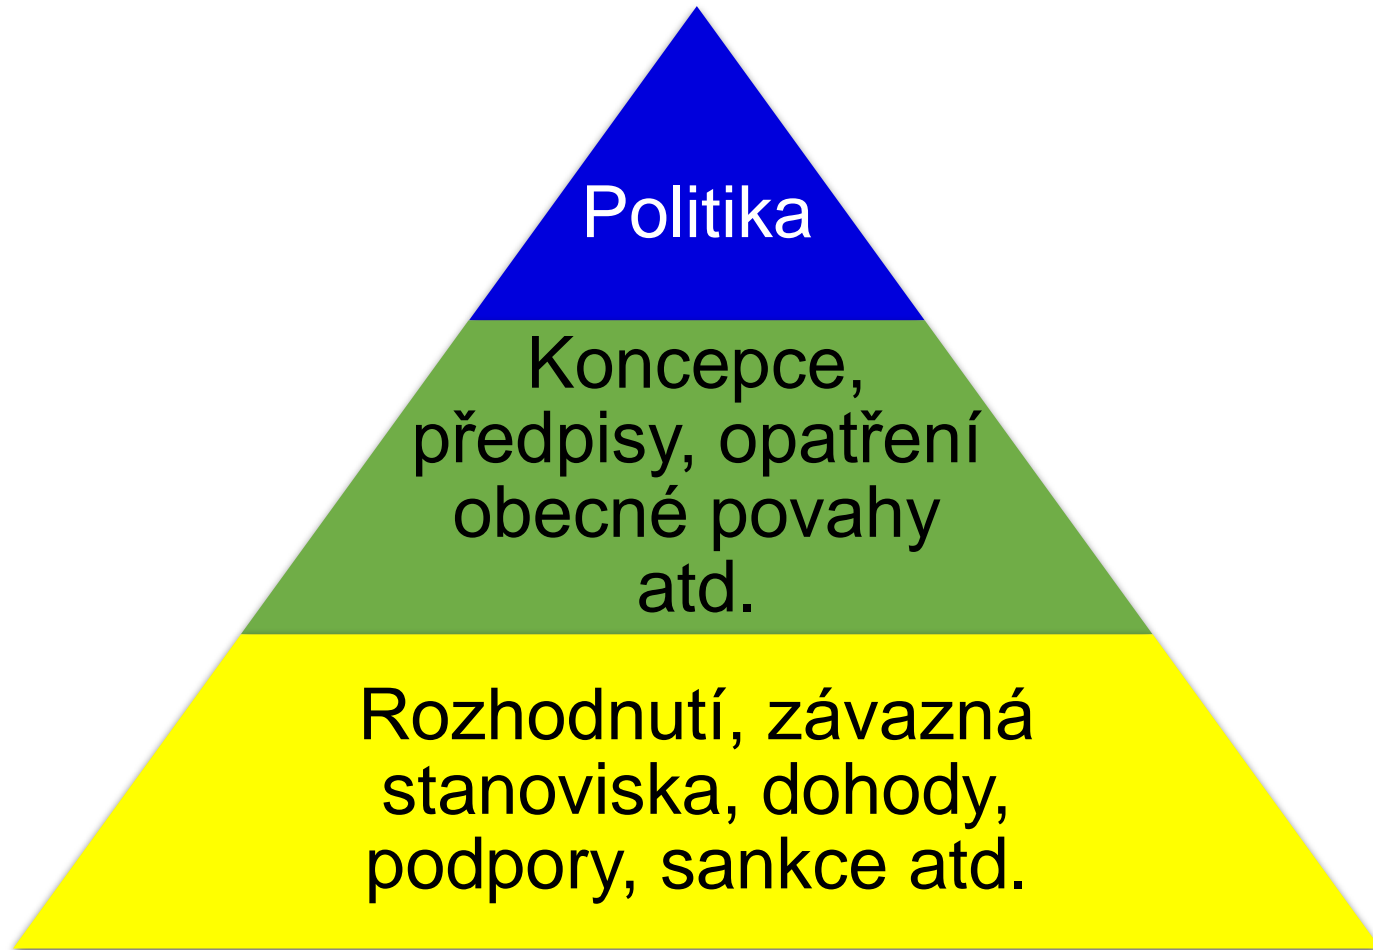 Politika
Koncepce,
předpisy, opatření
obecné povahy
atd.
Rozhodnutí, závazná
stanoviska, dohody,
podpory, sankce atd.